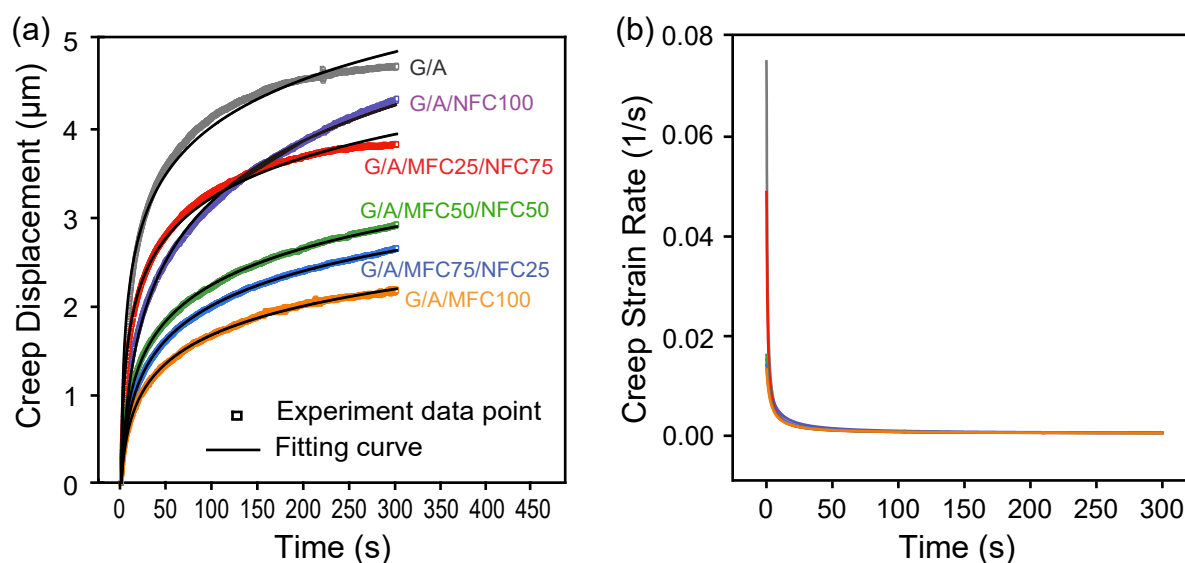 (a)
Creep Displacement (μm)
5
4
3
2
1
0
G/A
G/A/NFC100
G/A/MFC25/NFC75
G/A/MFC50/NFC50
G/A/MFC75/NFC25
G/A/MFC100
Experiment data point
Fitting curve
0 50 100 150 200 250 300 350 400 450
Time (s)
(b)
Creep Strain Rate (1/s)
0.08
0.06
0.04
0.02
0.00
0 50 100 150 200 250 300
Time (s)